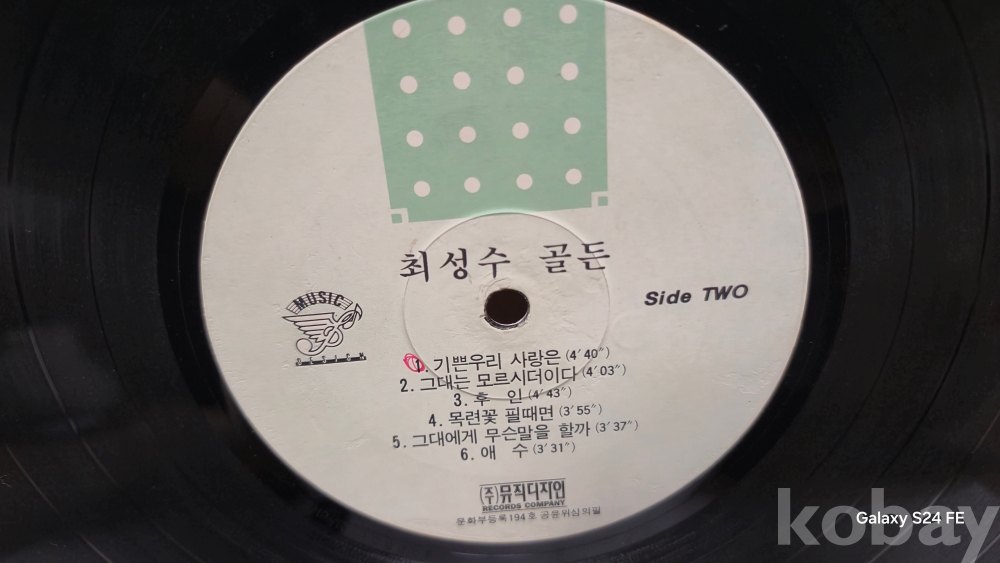 최성수 골든
Side TWO
MUSIC
DESIGN
1. 기쁜우리 사랑은 (4′40″)
2. 그대는 모르시더이다 (4′03″)
3. 후 인 (4′43″)
4. 목련꽃 필때면 (3′55″)
5. 그대에게 무슨말을 할까 (3′37″)
6. 애 수 (3′31″)
(주)뮤직디자인
RECORDS COMPANY
문화부등록194호 공윤위심의필
kobay
Galaxy S24 FE